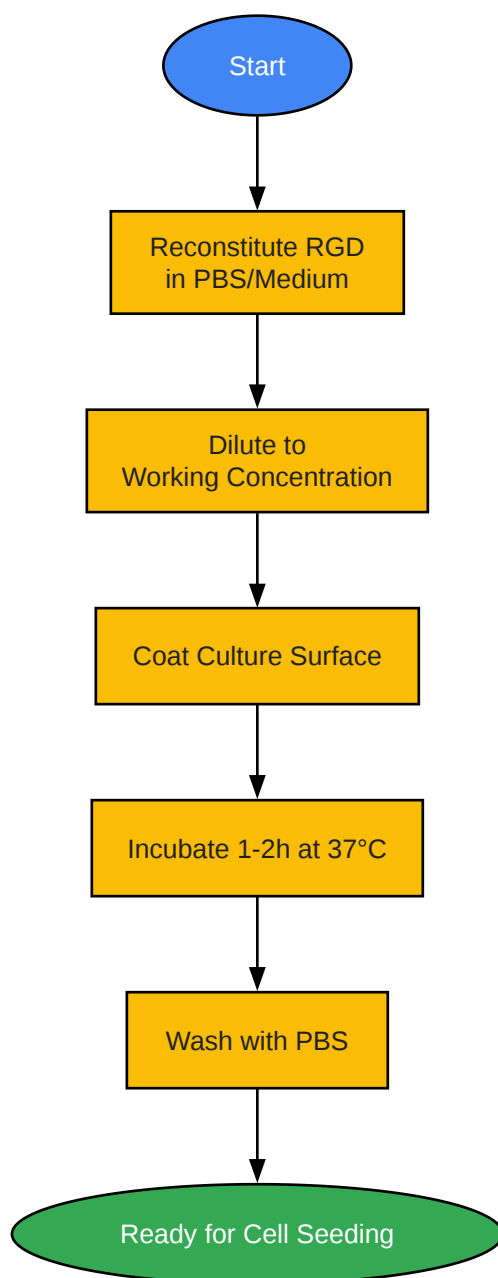 Start
Reconstitute RGD
in PBS/Medium
Dilute to
Working Concentration
Coat Culture Surface
Incubate 1-2h at 37°C
Wash with PBS
Ready for Cell Seeding